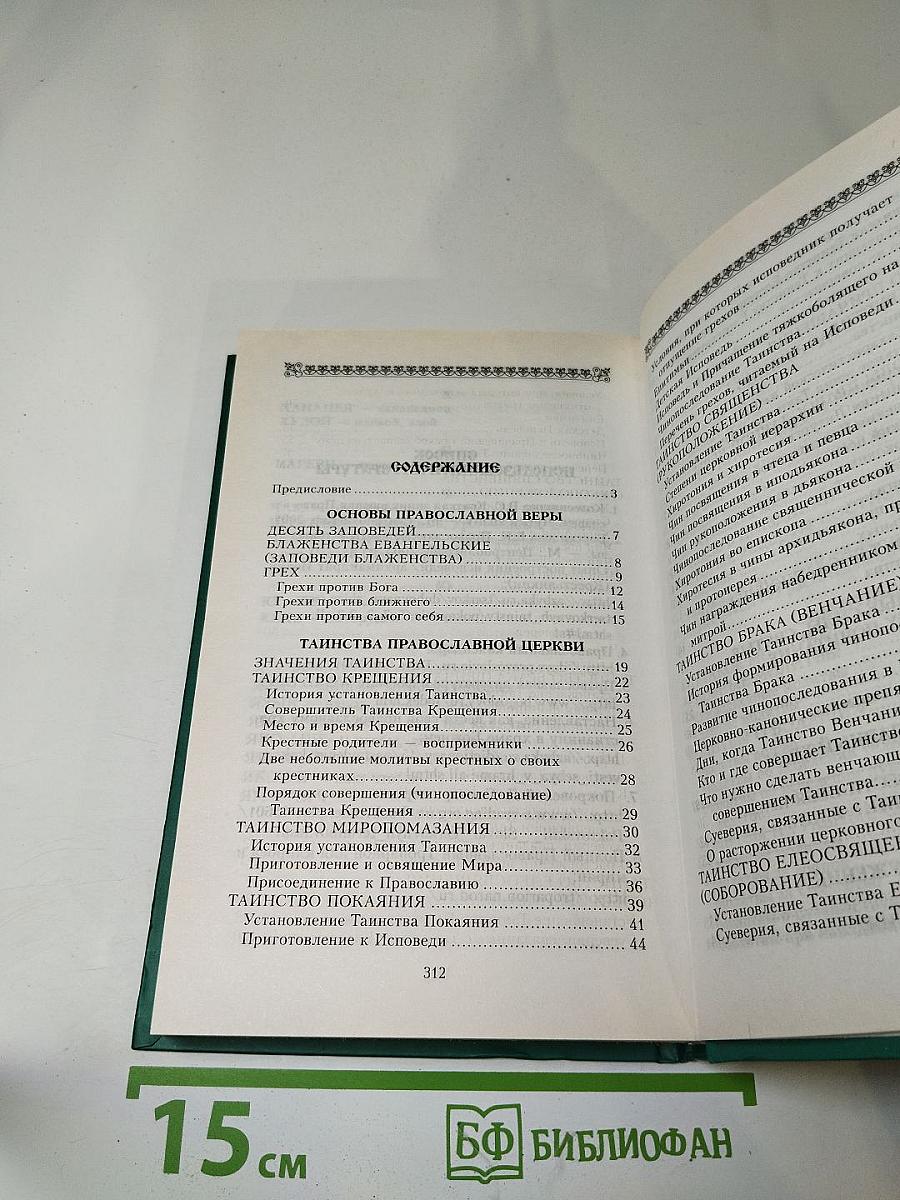 СОДЕРЖАНИЕ
Предисловие ........ 3
ОСНОВЫ ПРАВОСЛАВНОЙ ВЕРЫ
ДЕСЯТЬ ЗАПОВЕДЕЙ ........ 7
БЛАЖЕНСТВА ЕВАНГЕЛЬСКИЕ
(ЗАПОВЕДИ БЛАЖЕНСТВА) ........ 8
ГРЕХ ........ 9
Грехи против Бога ........ 12
Грехи против ближнего ........ 14
Грехи против самого себя ........ 15
ТАИНСТВА ПРАВОСЛАВНОЙ ЦЕРКВИ
ЗНАЧЕНИЯ ТАИНСТВА ........ 19
ТАИНСТВО КРЕЩЕНИЯ ........ 22
История установления Таинства ........ 23
Совершитель Таинства Крещения ........ 24
Место и время Крещения ........ 25
Крестные родители — восприемники ........ 26
Две небольшие молитвы крестных о своих
крестниках ........ 28
Порядок совершения (чинопоследование)
Таинства Крещения ........ 29
ТАИНСТВО МИРОПОМАЗАНИЯ ........ 30
История установления Таинства ........ 32
Приготовление и освящение Мира ........ 33
Присоединение к Православию ........ 36
ТАИНСТВО ПОКАЯНИЯ ........ 39
Установление Таинства Покаяния ........ 41
Приготовление к Исповеди ........ 44
312
Условия, при которых исповедник получает
отпущение грехов ........
Епитимьи ........
Детская Исповедь ........
Исповедь и Причащение тяжкоболящего на
Чинопоследование Таинства ........
Перечень грехов, читаемый на Исповеди
ТАИНСТВО СВЯЩЕНСТВА
(РУКОПОЛОЖЕНИЕ) ........
Установление Таинства ........
Степени церковной иерархии ........
Хиротония и хиротесия ........
Чин посвящения в чтеца и певца ........
Чин посвящения в иподьякона ........
Чин рукоположения в дьякона ........
Чинопоследование священнической
Хиротония во епископа ........
Хиротесия в чины архидьякона,
и протоиерея ........
Чин награждения набедренником
митрой ........
ТАИНСТВО БРАКА (ВЕНЧАНИЕ)
Установление Таинства Брака ........
История формирования
Таинства Брака ........
Развитие чинопоследования в
Церковно-канонические
Дни, когда Таинство
Кто и где совершает Таинство
Что нужно сделать
совершением Таинства ........
Суеверия, связанные с
О расторжении церковного
ТАИНСТВО
(СОБОРОВАНИЕ) ........
Установление Таинства
Суеверия, связанные с
15 см
БФ БИБЛИОФАН